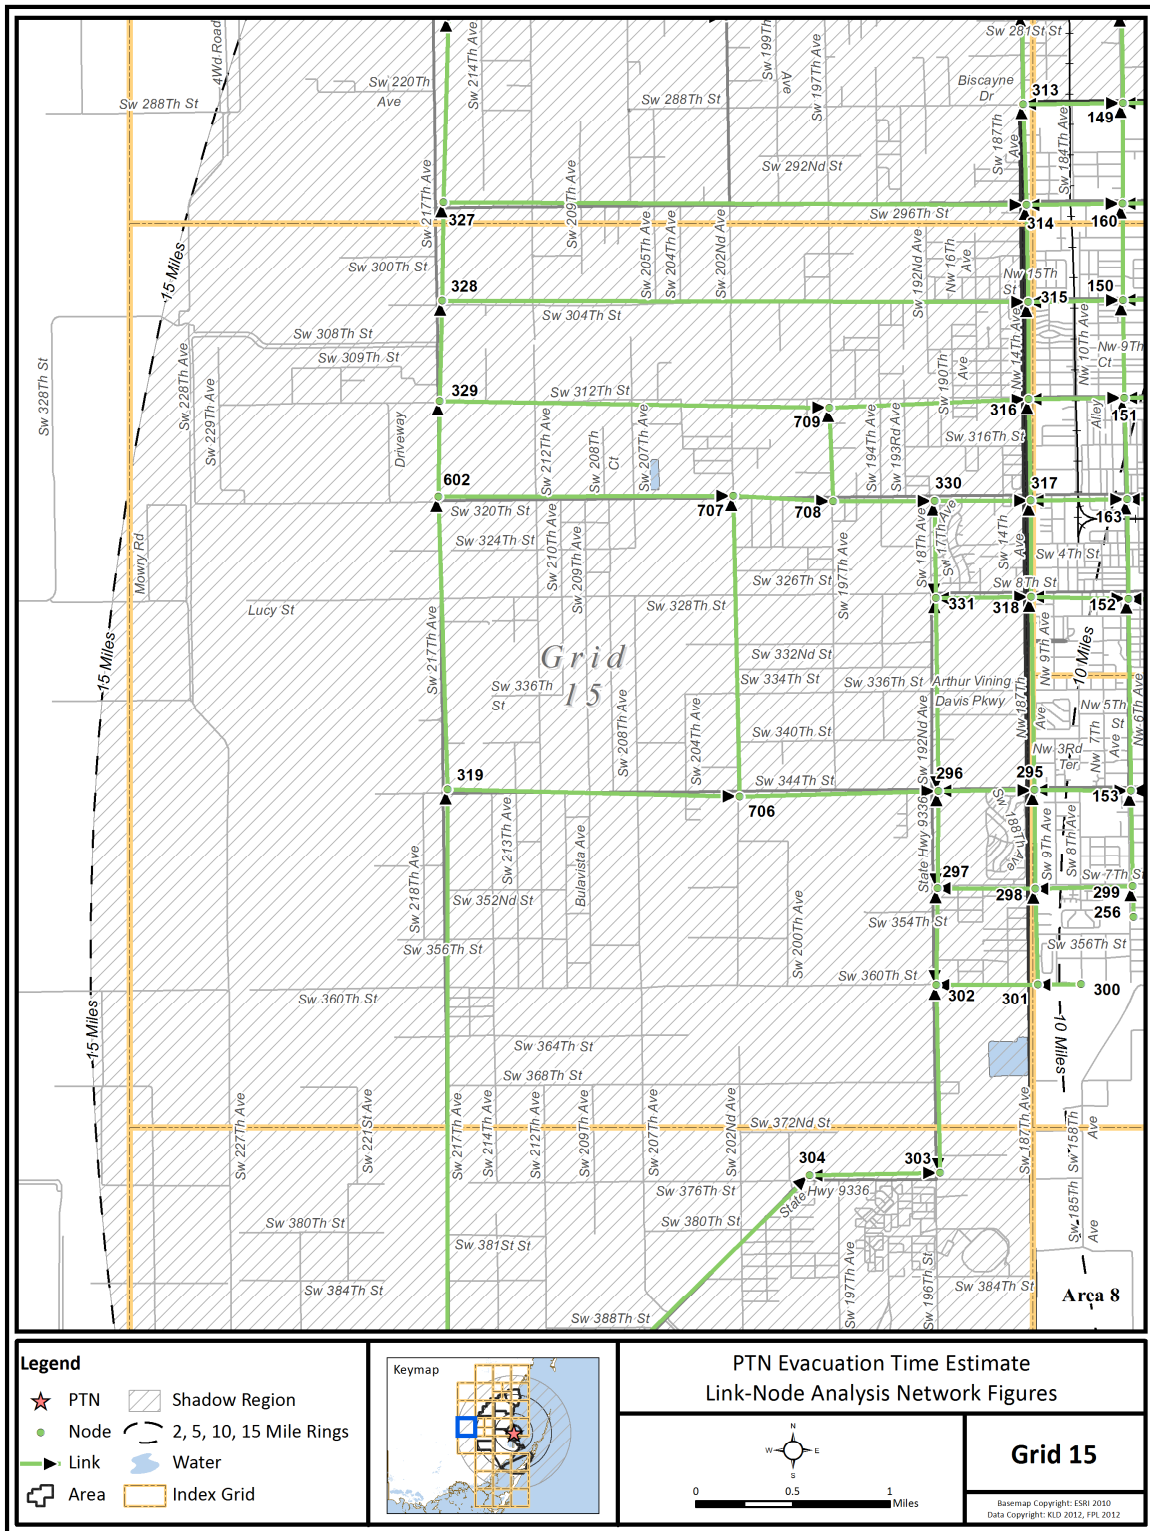 Sw 281St St
4Wd Road
Sw 214Th Ave
Sw 199Th Ave
Sw 197Th Ave
Sw 220Th Ave
Biscayne Dr
313
Sw 288Th St
Sw 288Th St
149
Sw 187Th Ave
Sw 184Th Ave
Sw 292Nd St
Sw 217Th Ave
Sw 209Th Ave
327
Sw 296Th St
314
160
Sw 205Th Ave
Sw 204Th Ave
Sw 202Nd Ave
Sw 192Nd Ave
Nw 16Th Ave
15 Miles
Sw 300Th St
Nw 15Th St
328
315
150
Sw 304Th St
Sw 308Th St
Sw 309Th St
Sw 328Th St
Sw 228Th Ave
Sw 229Th Ave
Nw 14Th Ave
Nw 10Th Ave
Nw 9Th Ct
Sw 190Th Ave
329
Sw 312Th St
709
316
151
Driveway
Sw 212Th Ave
Sw 208Th Ct
Sw 207Th Ave
Sw 194Th Ave
Sw 193Rd Ave
Sw 316Th St
Alley
602
330
317
707
708
163
Sw 320Th St
Sw 324Th St
Mowry Rd
Sw 210Th Ave
Sw 209Th Ave
Sw 197Th Ave
Sw 18Th Ave
Sw 17Th Ave
Sw 14Th Ave
Sw 4Th St
Sw 326Th St
Sw 8Th St
Lucy St
Sw 328Th St
331
318
152
15 Miles
Sw 217Th Ave
Grid
15
Sw 332Nd St
Nw 9Th Ave
10 Miles
Sw 334Th St
Sw 336Th St
Sw 336Th St
Arthur Vining
Davis Pkwy
Nw 187Th Ave
Nw 5Th St
Nw 6Th Ave
Sw 208Th Ave
Sw 204Th Ave
Sw 340Th St
Sw 192Nd Ave
Nw 3Rd Ter
Nw 7Th Ave
319
Sw 344Th St
296
295
153
706
Sw 213Th Ave
Bulavista Ave
Sw 218Th Ave
State Hwy 9336
Sw 188Th Ave
Sw 9Th Ave
Sw 8Th Ave
297
Sw 7Th St
298
299
256
Sw 352Nd St
Sw 354Th St
Sw 356Th St
Sw 356Th St
Sw 200Th Ave
Sw 360Th St
Sw 360Th St
302
301
300
15 Miles
10 Miles
Sw 364Th St
Sw 368Th St
Sw 372Nd St
Sw 227Th Ave
Sw 221St Ave
Sw 217Th Ave
Sw 214Th Ave
Sw 212Th Ave
Sw 209Th Ave
Sw 207Th Ave
Sw 202Nd Ave
Sw 187Th Ave
Sw 158Th Ave
304
303
Sw 376Th St
State Hwy 9336
Sw 380Th St
Sw 380Th St
Sw 185Th Ave
Sw 381St St
Sw 384Th St
Sw 384Th St
Sw 197Th Ave
Sw 196Th St
Area 8
Sw 388Th St
Legend
PTN
Shadow Region
Node
2, 5, 10, 15 Mile Rings
Link
Water
Area
Index Grid
Keymap
PTN Evacuation Time Estimate
Link-Node Analysis Network Figures
N
W
E
S
0
0.5
1
Miles
Grid 15
Basemap Copyright: ESRI 2010
Data Copyright: KLD 2012, FPL 2012